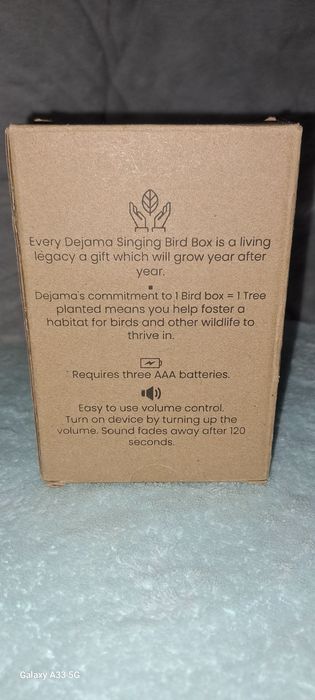 Every Dejama Singing Bird Box is a living
legacy a gift which will grow year after
year.
Dejama's commitment to 1 Bird box = 1 Tree
planted means you help foster a
habitat for birds and other wildlife to
thrive in.
* Requires three AAA batteries.
Easy to use volume control.
Turn on device by turning up the
volume. Sound fades away after 120
seconds.
Galaxy A33 5G